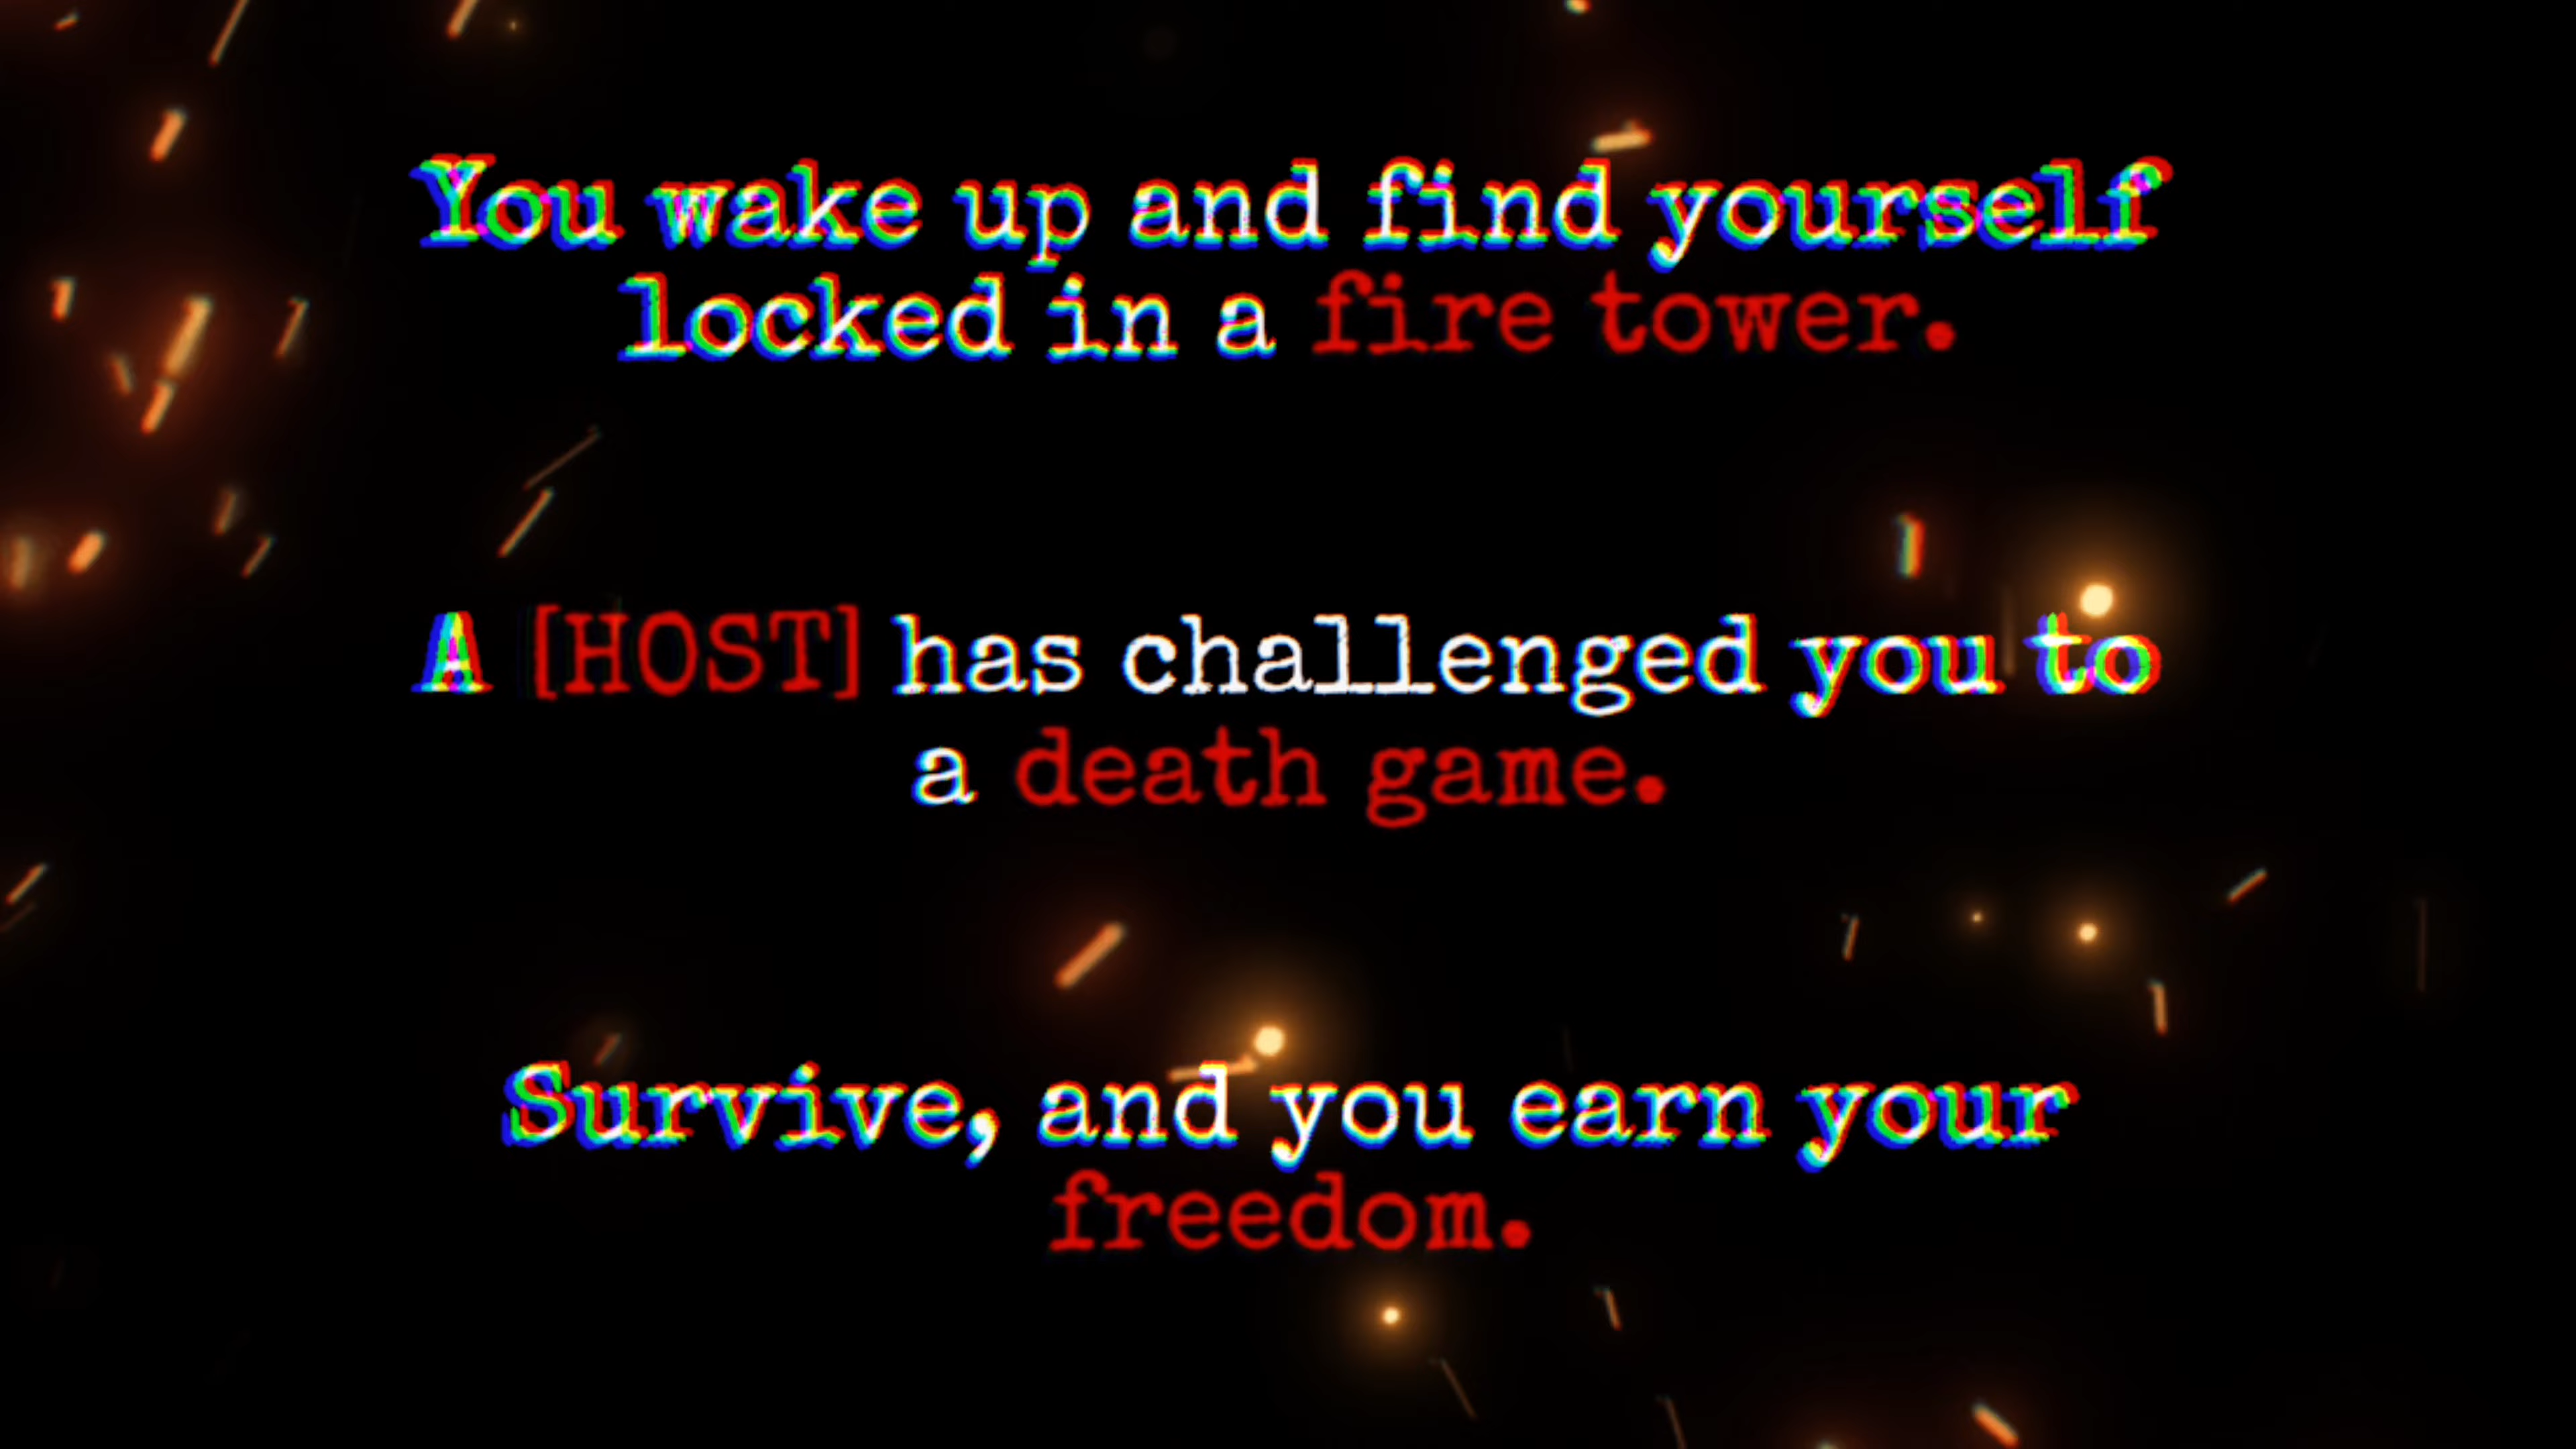 You wake up and find yourself
locked in a fire tower.
A [HOST] has challenged you to
a death game.
Survive, and you earn your
freedom.